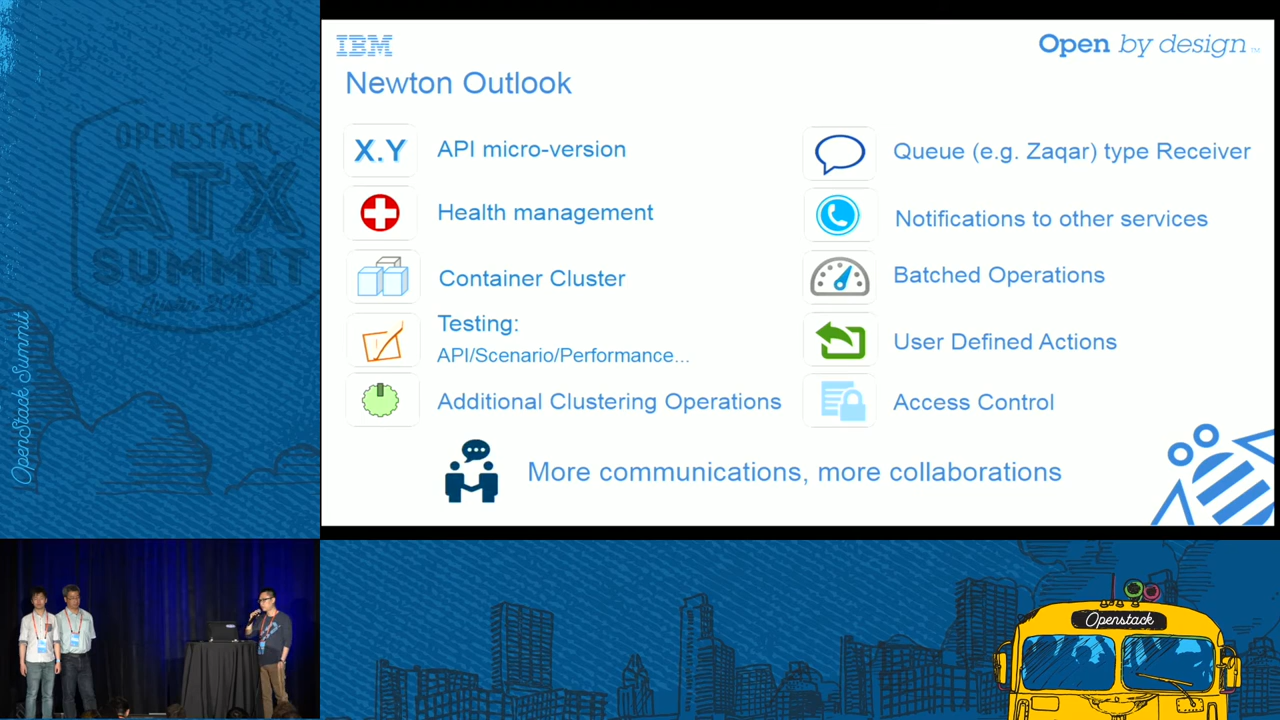 IBM
Open by design™
Newton Outlook
X.Y
API micro-version
Health management
Container Cluster
Testing:
API/Scenario/Performance...
Additional Clustering Operations
Queue (e.g. Zaqar) type Receiver
Notifications to other services
Batched Operations
User Defined Actions
Access Control
More communications, more collaborations
OPENSTACK
ATX
SUMMIT
OpenStack Summit
Openstack